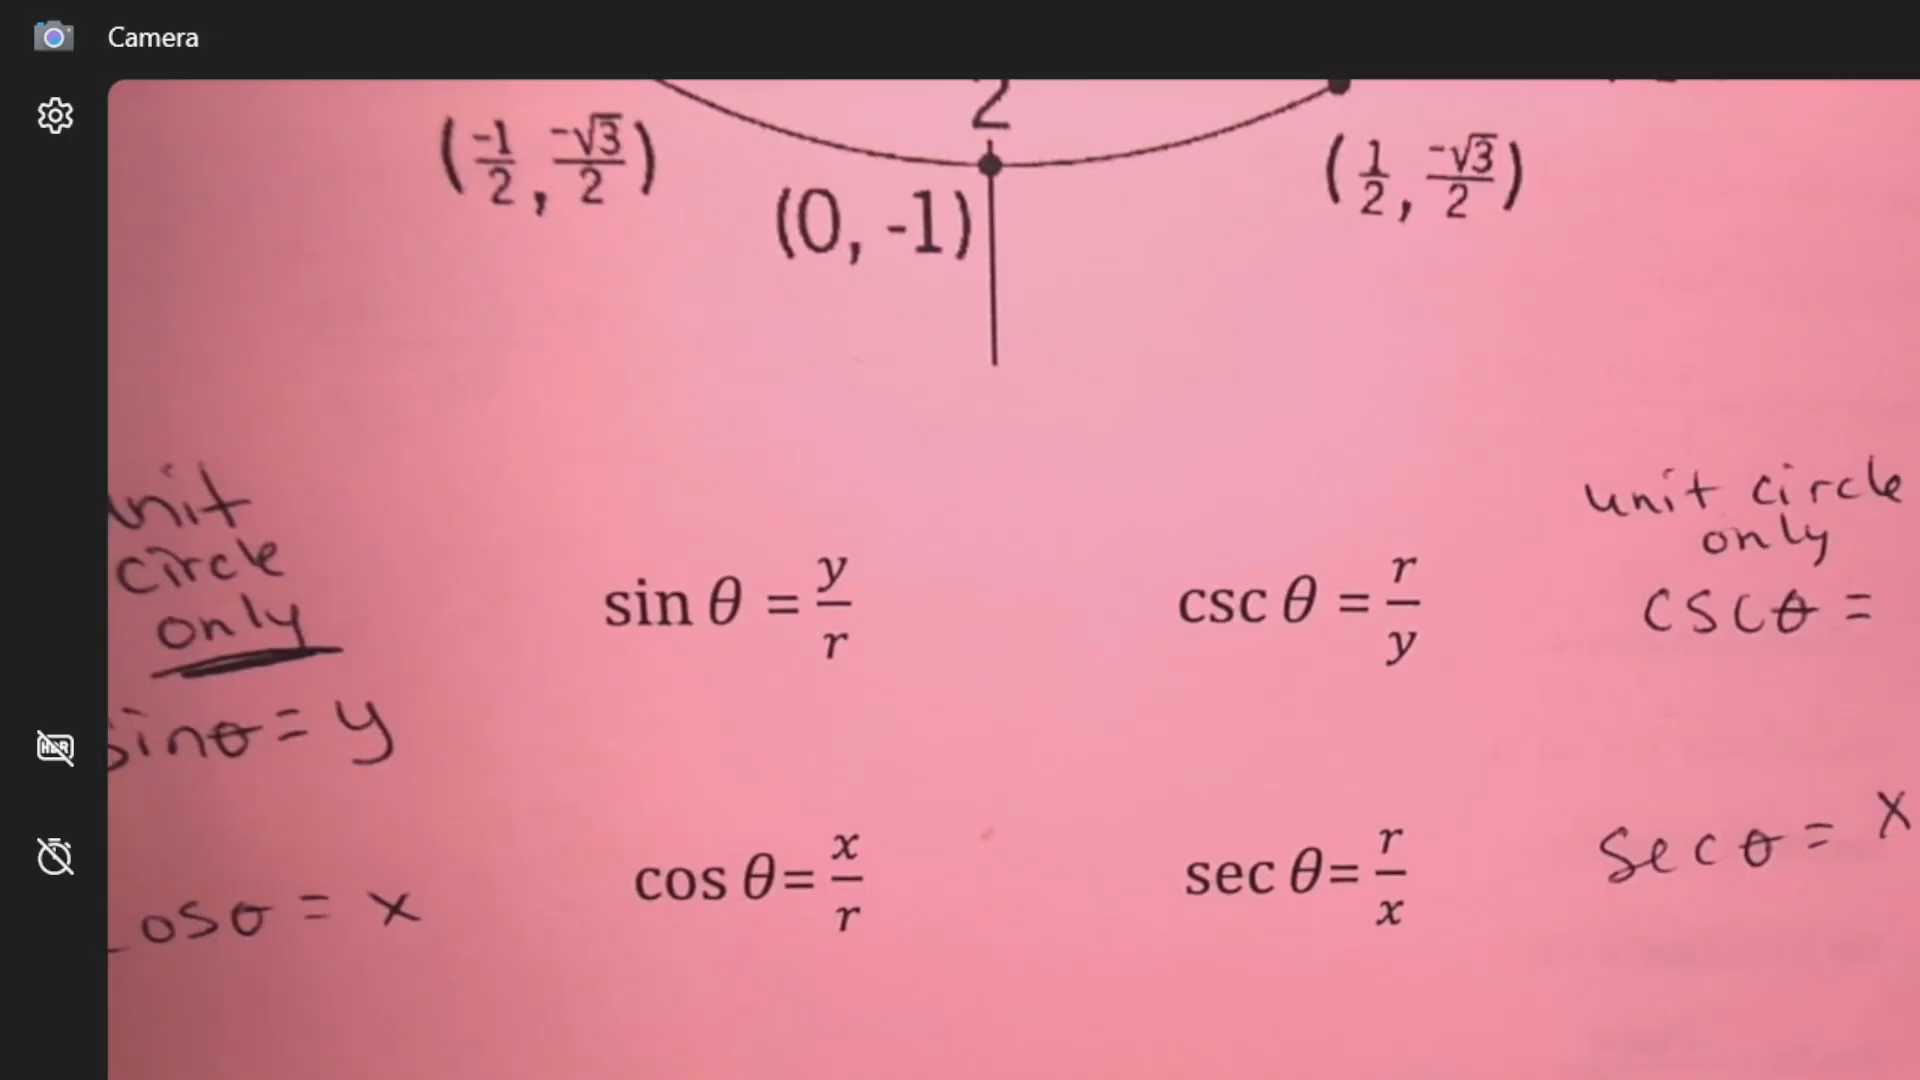 Camera
2
(-1/2, -√3/2)
(0, -1)
(1/2, -√3/2)
unit
circle
only
sinθ = y
cosθ = x
sin θ = y/r
csc θ = r/y
cos θ= x/r
sec θ= r/x
unit circle
only
cscθ =
secθ = x